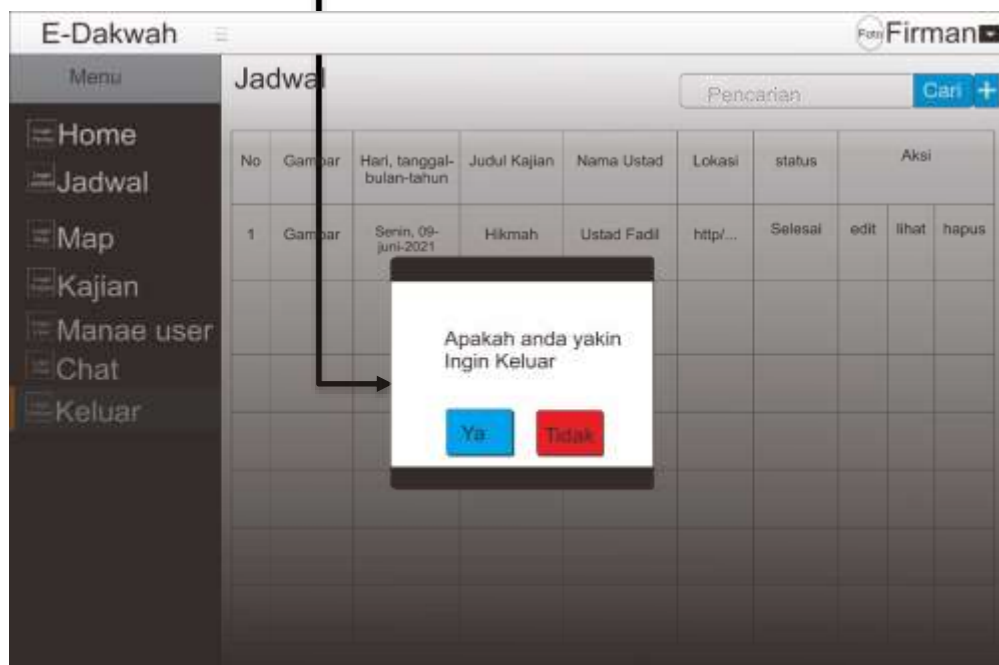 E-Dakwah
Foto Firman
Menu
Home
Jadwal
Map
Kajian
Manae user
Chat
Keluar
Jadwal
Pencarian Cari +
No Gambar Hari, tanggal- Judul Kajian Nama Ustad Lokasi status Aksi
bulan-tahun
1 Gambar Senin, 09- Hikmah Ustad Fadil http/... Selesai edit lihat hapus
juni-2021
Apakah anda yakin
Ingin Keluar
Ya Tidak